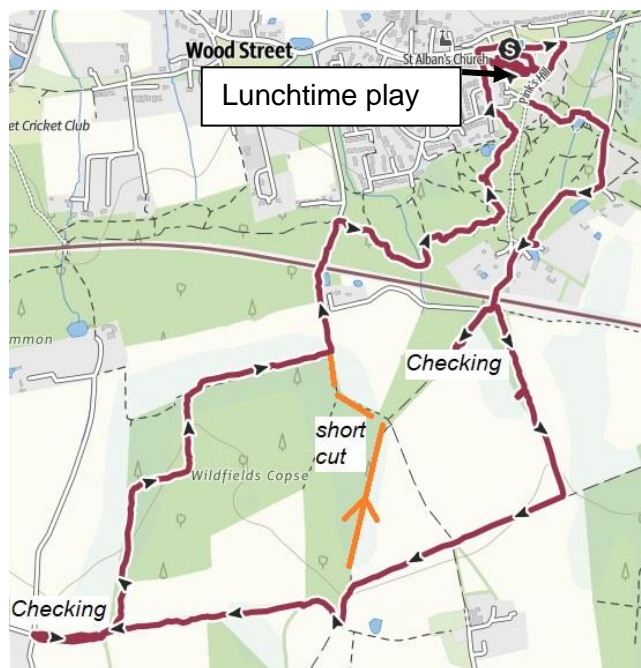 Wood Street
S
St Alban's Church
Lunchtime play
Pink's Hill
et Cricket Club
mmon
Checking
short
cut
Wildfields Copse
Checking